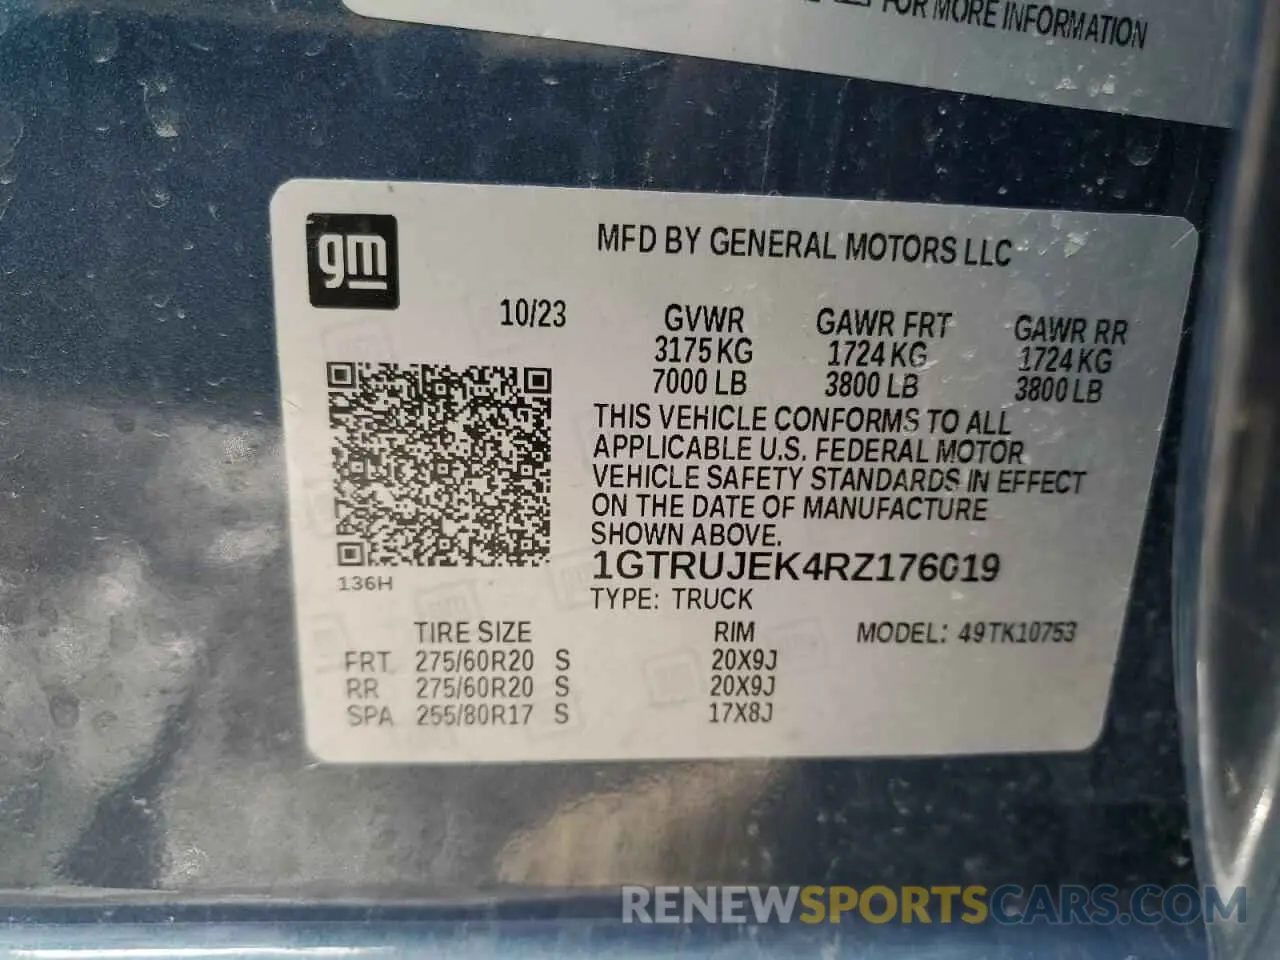 FOR MORE INFORMATION
gm
MFD BY GENERAL MOTORS LLC
10/23
GVWR GAWR FRT GAWR RR
3175 KG 1724 KG 1724 KG
7000 LB 3800 LB 3800 LB
THIS VEHICLE CONFORMS TO ALL
APPLICABLE U.S. FEDERAL MOTOR
VEHICLE SAFETY STANDARDS IN EFFECT
ON THE DATE OF MANUFACTURE
SHOWN ABOVE.
1GTRUJEK4RZ176019
136H
TYPE: TRUCK
TIRE SIZE RIM MODEL: 49TK10753
FRT 275/60R20 S 20X9J
RR 275/60R20 S 20X9J
SPA 255/80R17 S 17X8J
RENEWSPORTSCARS.COM